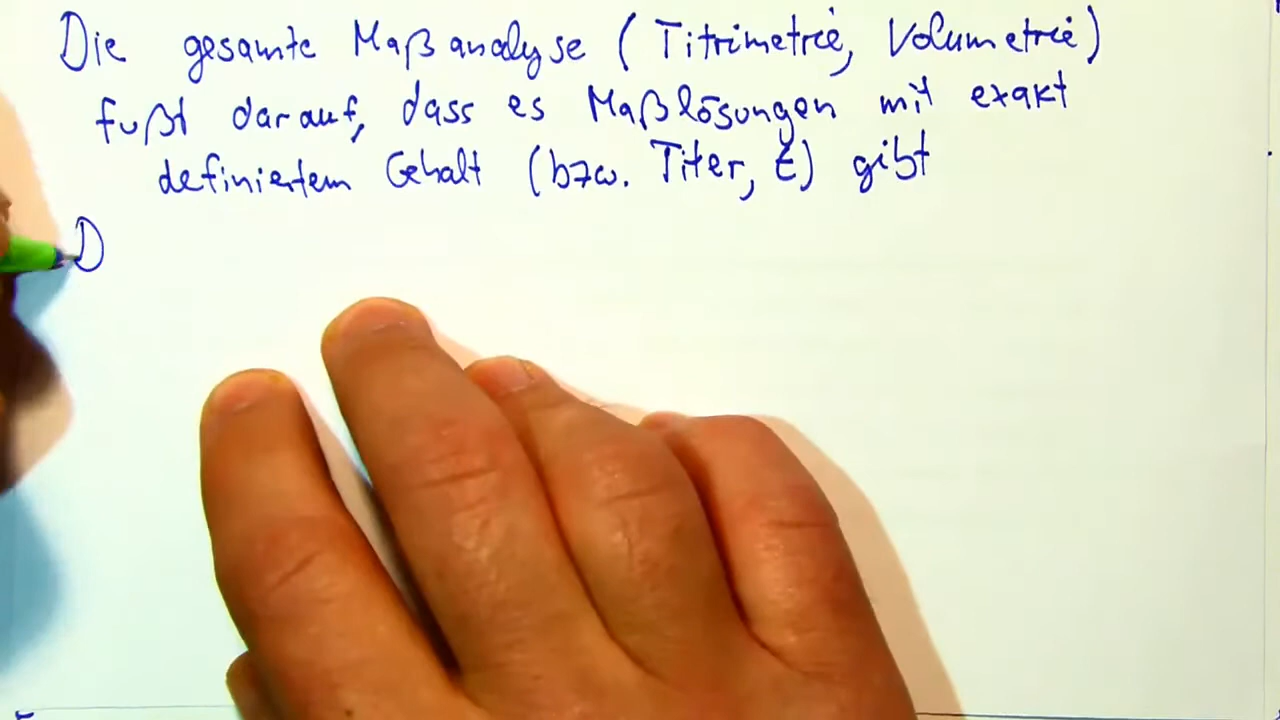 Die gesamte Maßanalyse (Titrimetrie, Volumetrie)
fußt darauf, dass es Maßlösungen mit exakt
definiertem Gehalt (bzw. Titer, t) gibt
D